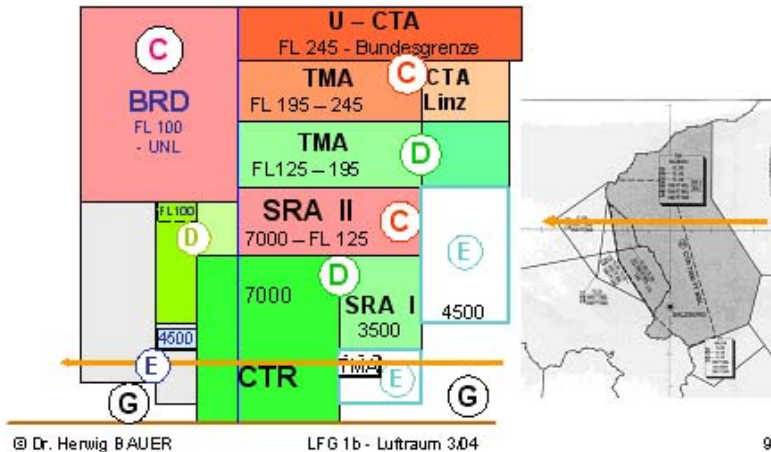 U – CTA
FL 245 - Bundesgrenze
C
BRD
FL 100
- UNL
TMA
FL 195 – 245
C
CTA
Linz
TMA
FL125 – 195
D
FL100
D
SRA II
7000 – FL 125
C
E
4500
D
7000
SRA I
3500
4500
E
CTR
TMA
E
G
G
SALZBURG
© Dr. Herwig BAUER
LFG 1b - Luftraum 3/04
9